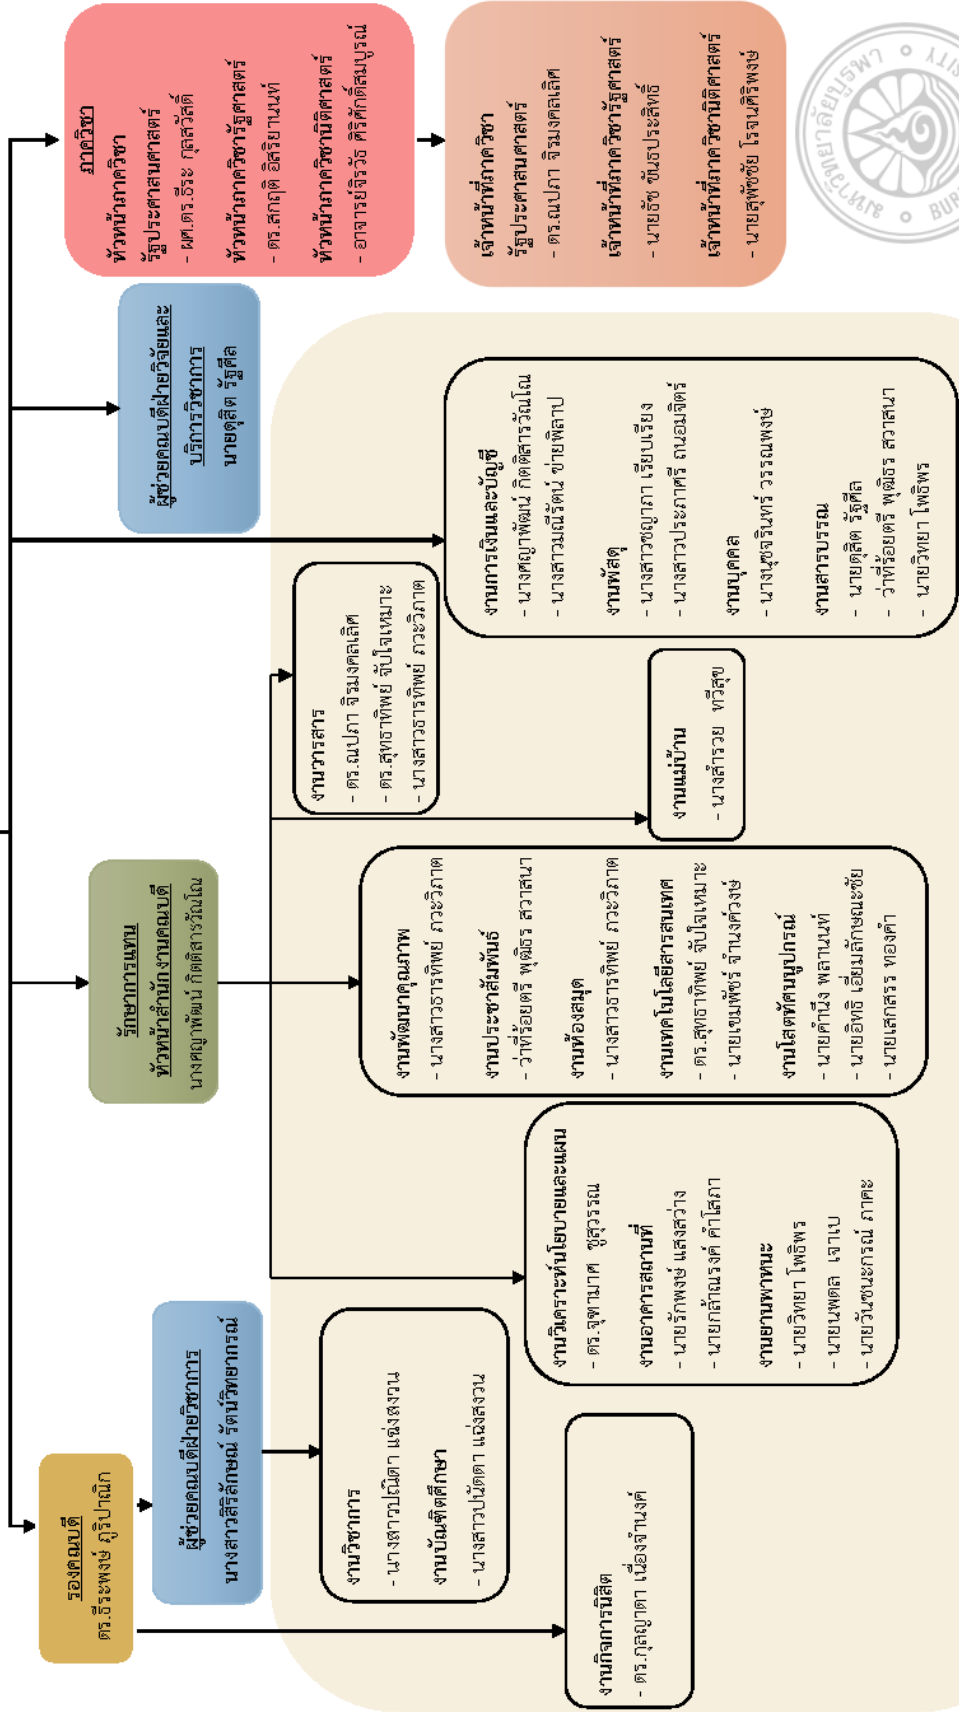 รองคณบดี
ดร.ธีระพงษ์ ภูริปาณิก
ผู้ช่วยคณบดีฝ่ายวิชาการ
นางสาวสิริลักษณ์ รัตน์วิทยากรณ์
งานวิชาการ
- นางสาวปณิดา แฉ่งสงวน
งานบัณฑิตศึกษา
- นางสาวปนัดดา แฉ่งสงวน
งานกิจการนิสิต
- ดร.กุลญาดา เนื่องจำนงค์
รักษาการแทน
หัวหน้าสำนักงานคณบดี
นางศญาพัฒน์ กิตติสารวัณโณ
งานวิเคราะห์นโยบายและแผน
- ดร.จุฑามาศ ชูสุวรรณ
งานอาคารสถานที่
- นายรักพงษ์ แสงสว่าง
- นายกล้าณรงค์ คำโสภา
งานยานพาหนะ
- นายวิทยา โพธิพร
- นายนพดล เจาเบ
- นายวันชนะกรณ์ ภาคะ
งานพัฒนาคุณภาพ
- นางสาวธารทิพย์ ภวะวิภาต
งานประชาสัมพันธ์
- ว่าที่ร้อยตรี พุฒิธร สวาสนา
งานห้องสมุด
- นางสาวธารทิพย์ ภวะวิภาต
งานเทคโนโลยีสารสนเทศ
- ดร.สุทธาทิพย์ จับใจเหมาะ
- นายเขมพัชร์ จำนงค์วงษ์
งานโสตทัศนนูปกรณ์
- นายคำนึง พลานนท์
- นายอิทธิ เอี่ยมลักษณะชัย
- นายเสกสรร ทองคำ
งานแม่บ้าน
- นางสำรวย ทวีสุข
งานวารสาร
- ดร.ณปภา จิรมงคลเลิศ
- ดร.สุทธาทิพย์ จับใจเหมาะ
- นางสาวธารทิพย์ ภวะวิภาต
งานการเงินและบัญชี
- นางศญาพัฒน์ กิตติสารวัณโณ
- นางสาวมณีรัตน์ ข่ายพิลาป
งานพัสดุ
- นางสาวชญาภา เรียบเรียง
- นางสาวประภาศรี ถนอมจิตร์
งานบุคคล
- นางนุชจรินทร์ วรรณพงษ์
งานสารบรรณ
- นายดุสิต รัฐศีล
- ว่าที่ร้อยตรี พุฒิธร สวาสนา
- นายวิทยา โพธิพร
ผู้ช่วยคณบดีฝ่ายวิจัยและ
บริการวิชาการ
นายดุสิต รัฐศีล
ภาควิชา
หัวหน้าภาควิชา
รัฐประศาสนศาสตร์
- ผศ.ดร.ธีระ กุลสวัสดิ์
หัวหน้าภาควิชารัฐศาสตร์
- ดร.สกฤติ อิสริยานนท์
หัวหน้าภาควิชานิติศาสตร์
- อาจารย์จิรวัธ ศิริศักดิ์สมบูรณ์
เจ้าหน้าที่ภาควิชา
รัฐประศาสนศาสตร์
- ดร.ณปภา จิรมงคลเลิศ
เจ้าหน้าที่ภาควิชารัฐศาสตร์
- นายธัช ขันธประสิทธิ์
เจ้าหน้าที่ภาควิชานิติศาสตร์
- นายสุพัชชัย โรจนศิริพงษ์
มหาวิทยาลัยบูรพา